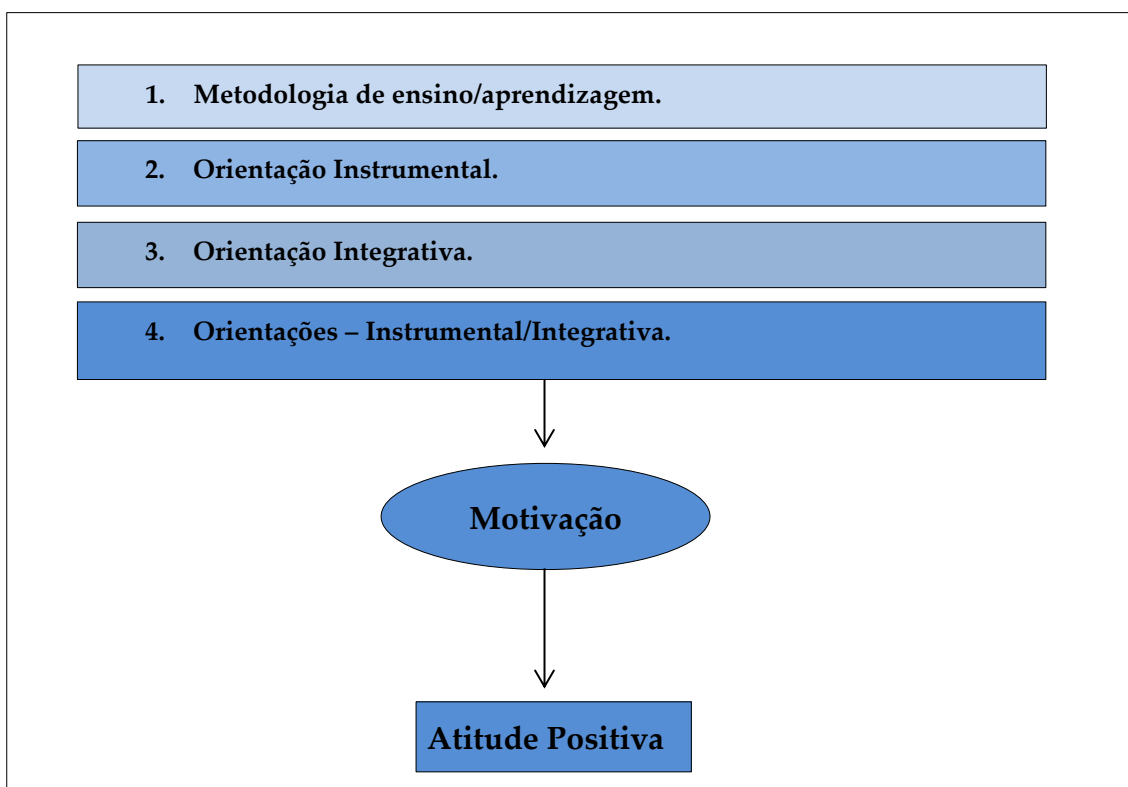 1. Metodologia de ensino/aprendizagem.
2. Orientação Instrumental.
3. Orientação Integrativa.
4. Orientações – Instrumental/Integrativa.
Motivação
Atitude Positiva